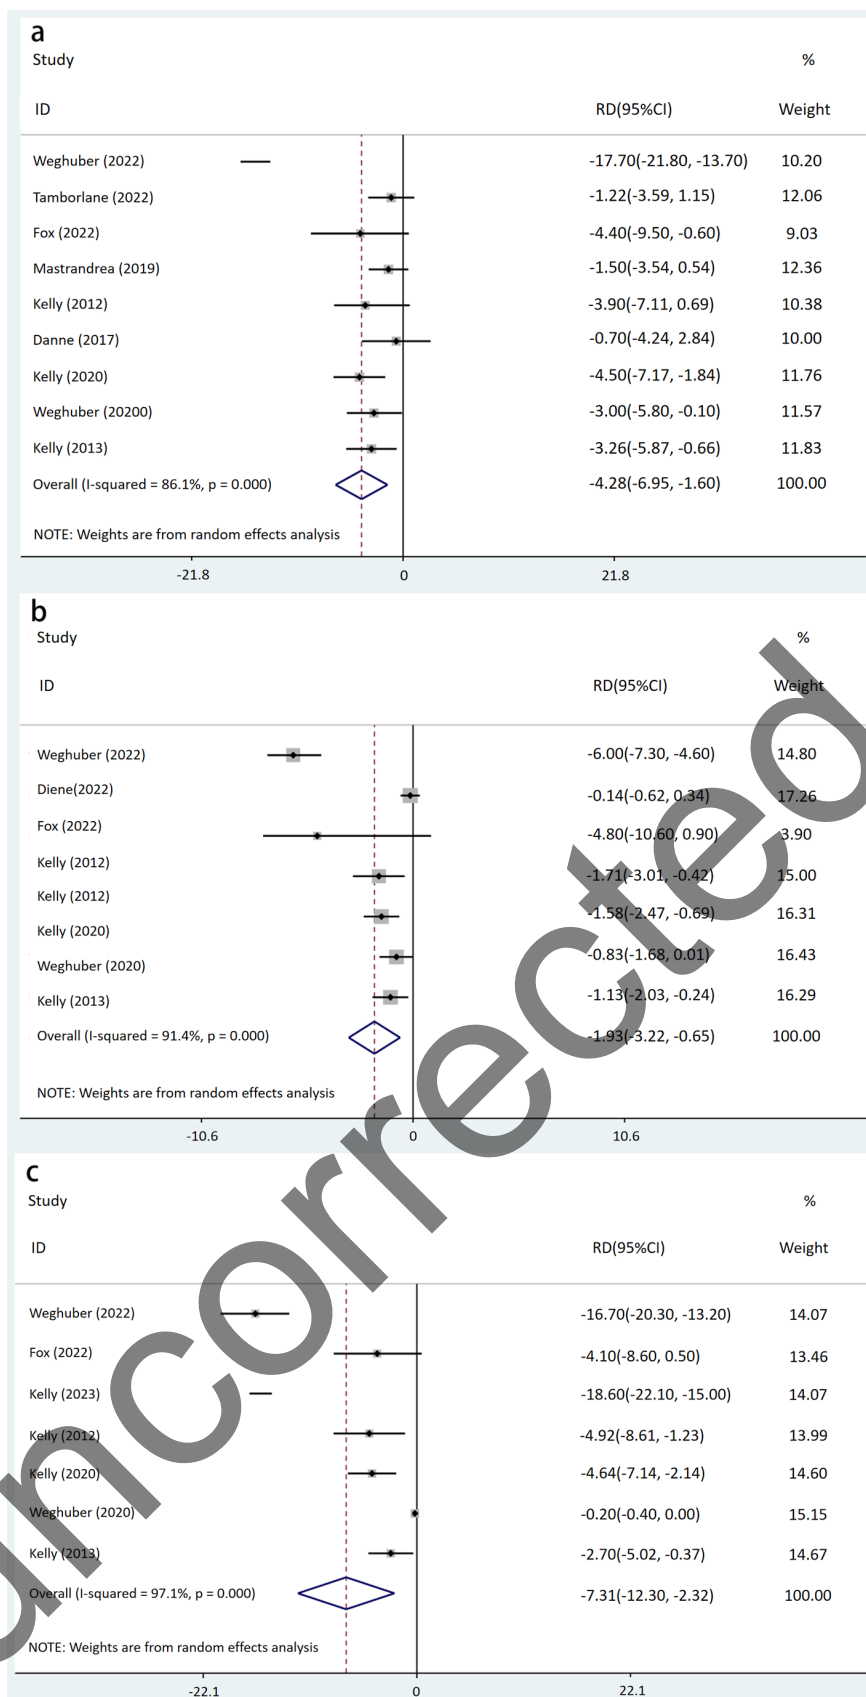 a
Study %
ID RD(95%CI) Weight
Weghuber (2022) -17.70(-21.80, -13.70) 10.20
Tamborlane (2022) -1.22(-3.59, 1.15) 12.06
Fox (2022) -4.40(-9.50, -0.60) 9.03
Mastrandrea (2019) -1.50(-3.54, 0.54) 12.36
Kelly (2012) -3.90(-7.11, 0.69) 10.38
Danne (2017) -0.70(-4.24, 2.84) 10.00
Kelly (2020) -4.50(-7.17, -1.84) 11.76
Weghuber (20200) -3.00(-5.80, -0.10) 11.57
Kelly (2013) -3.26(-5.87, -0.66) 11.83
Overall (I-squared = 86.1%, p = 0.000) -4.28(-6.95, -1.60) 100.00
NOTE: Weights are from random effects analysis
-21.8 0 21.8
b
Study %
ID RD(95%CI) Weight
Weghuber (2022) -6.00(-7.30, -4.60) 14.80
Diene(2022) -0.14(-0.62, 0.34) 17.26
Fox (2022) -4.80(-10.60, 0.90) 3.90
Kelly (2012) -1.71(-3.01, -0.42) 15.00
Kelly (2012) -1.58(-2.47, -0.69) 16.31
Kelly (2020) -0.83(-1.68, 0.01) 16.43
Weghuber (2020) -1.13(-2.03, -0.24) 16.29
Kelly (2013)
Overall (I-squared = 91.4%, p = 0.000) -1.93(-3.22, -0.65) 100.00
NOTE: Weights are from random effects analysis
-10.6 0 10.6
c
Study %
ID RD(95%CI) Weight
Weghuber (2022) -16.70(-20.30, -13.20) 14.07
Fox (2022) -4.10(-8.60, 0.50) 13.46
Kelly (2023) -18.60(-22.10, -15.00) 14.07
Kelly (2012) -4.92(-8.61, -1.23) 13.99
Kelly (2020) -4.64(-7.14, -2.14) 14.60
Weghuber (2020) -0.20(-0.40, 0.00) 15.15
Kelly (2013) -2.70(-5.02, -0.37) 14.67
Overall (I-squared = 97.1%, p = 0.000) -7.31(-12.30, -2.32) 100.00
NOTE: Weights are from random effects analysis
-22.1 0 22.1
uncorrected